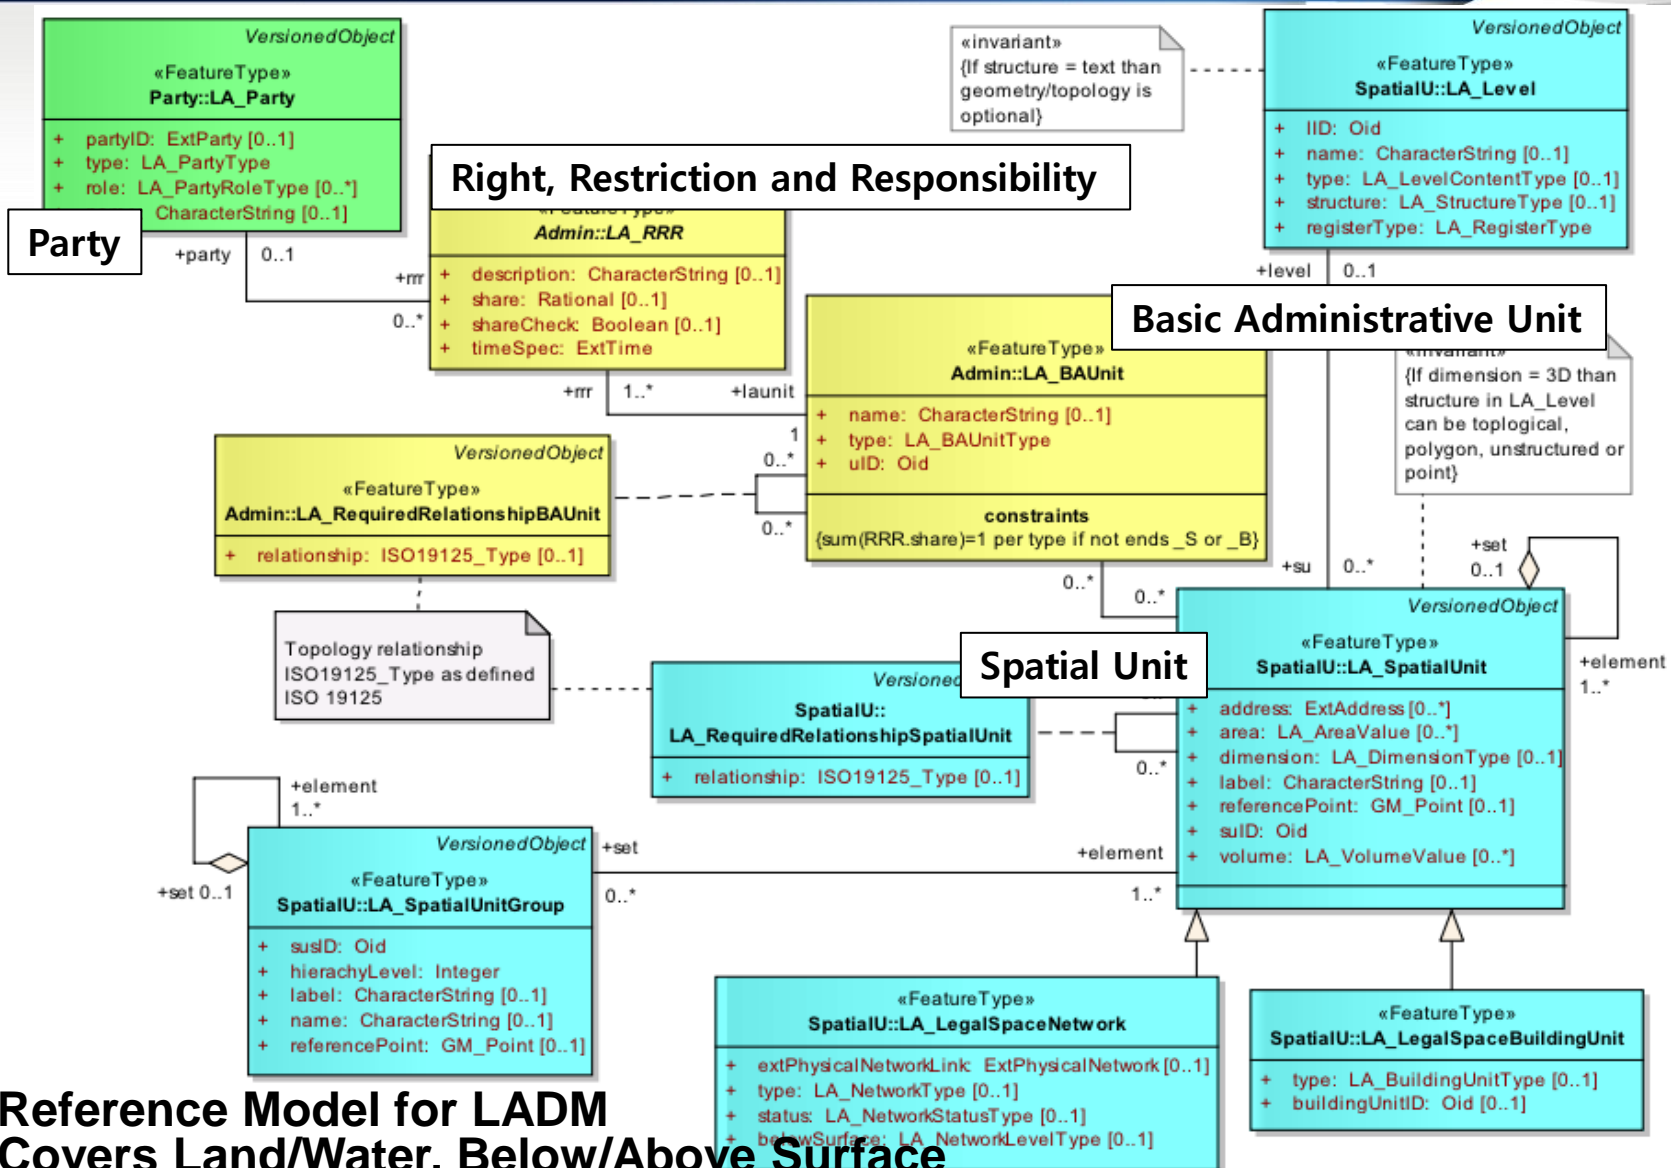 VersionedObject
«FeatureType»
Party::LA_Party
+ partyID: ExtParty [0..1]
+ type: LA_PartyType
+ role: LA_PartyRoleType [0..*]
CharacterString [0..1]
Party
+party 0..1
+rrr
0..*
Right, Restriction and Responsibility
«FeatureType»
Admin::LA_RRR
+ description: CharacterString [0..1]
+ share: Rational [0..1]
+ shareCheck: Boolean [0..1]
+ timeSpec: ExtTime
+rrr 1..* +launit
1
«invariant»
{If structure = text than
geometry/topology is
optional}
VersionedObject
«FeatureType»
SpatialU::LA_Level
+ lID: Oid
+ name: CharacterString [0..1]
+ type: LA_LevelContentType [0..1]
+ structure: LA_StructureType [0..1]
+ registerType: LA_RegisterType
+level 0..1
Basic Administrative Unit
«FeatureType»
Admin::LA_BAUnit
+ name: CharacterString [0..1]
+ type: LA_BAUnitType
+ uID: Oid
constraints
{sum(RRR.share)=1 per type if not ends _S or _B}
0..*
0..*
«invariant»
{If dimension = 3D than
structure in LA_Level
can be toplogical,
polygon, unstructured or
point}
VersionedObject
«FeatureType»
Admin::LA_RequiredRelationshipBAUnit
+ relationship: ISO19125_Type [0..1]
Topology relationship
ISO19125_Type as defined
ISO 19125
0..*
0..*
+su 0..*
+set
0..1
+element
1..*
Spatial Unit
VersionedObject
«FeatureType»
SpatialU::LA_SpatialUnit
+ address: ExtAddress [0..*]
+ area: LA_AreaValue [0..*]
+ dimension: LA_DimensionType [0..1]
+ label: CharacterString [0..1]
+ referencePoint: GM_Point [0..1]
+ suID: Oid
+ volume: LA_VolumeValue [0..*]
Versioned
SpatialU::
LA_RequiredRelationshipSpatialUnit
+ relationship: ISO19125_Type [0..1]
0..*
+element
1..*
+set 0..1
VersionedObject
«FeatureType»
SpatialU::LA_SpatialUnitGroup
+ susID: Oid
+ hierachyLevel: Integer
+ label: CharacterString [0..1]
+ name: CharacterString [0..1]
+ referencePoint: GM_Point [0..1]
+set
0..*
+element
1..*
«FeatureType»
SpatialU::LA_LegalSpaceNetwork
+ extPhysicalNetworkLink: ExtPhysicalNetwork [0..1]
+ type: LA_NetworkType [0..1]
+ status: LA_NetworkStatusType [0..1]
+ belowSurface: LA_NetworkLevelType [0..1]
«FeatureType»
SpatialU::LA_LegalSpaceBuildingUnit
+ type: LA_BuildingUnitType [0..1]
+ buildingUnitID: Oid [0..1]
Reference Model for LADM
Covers Land/Water, Below/Above Surface